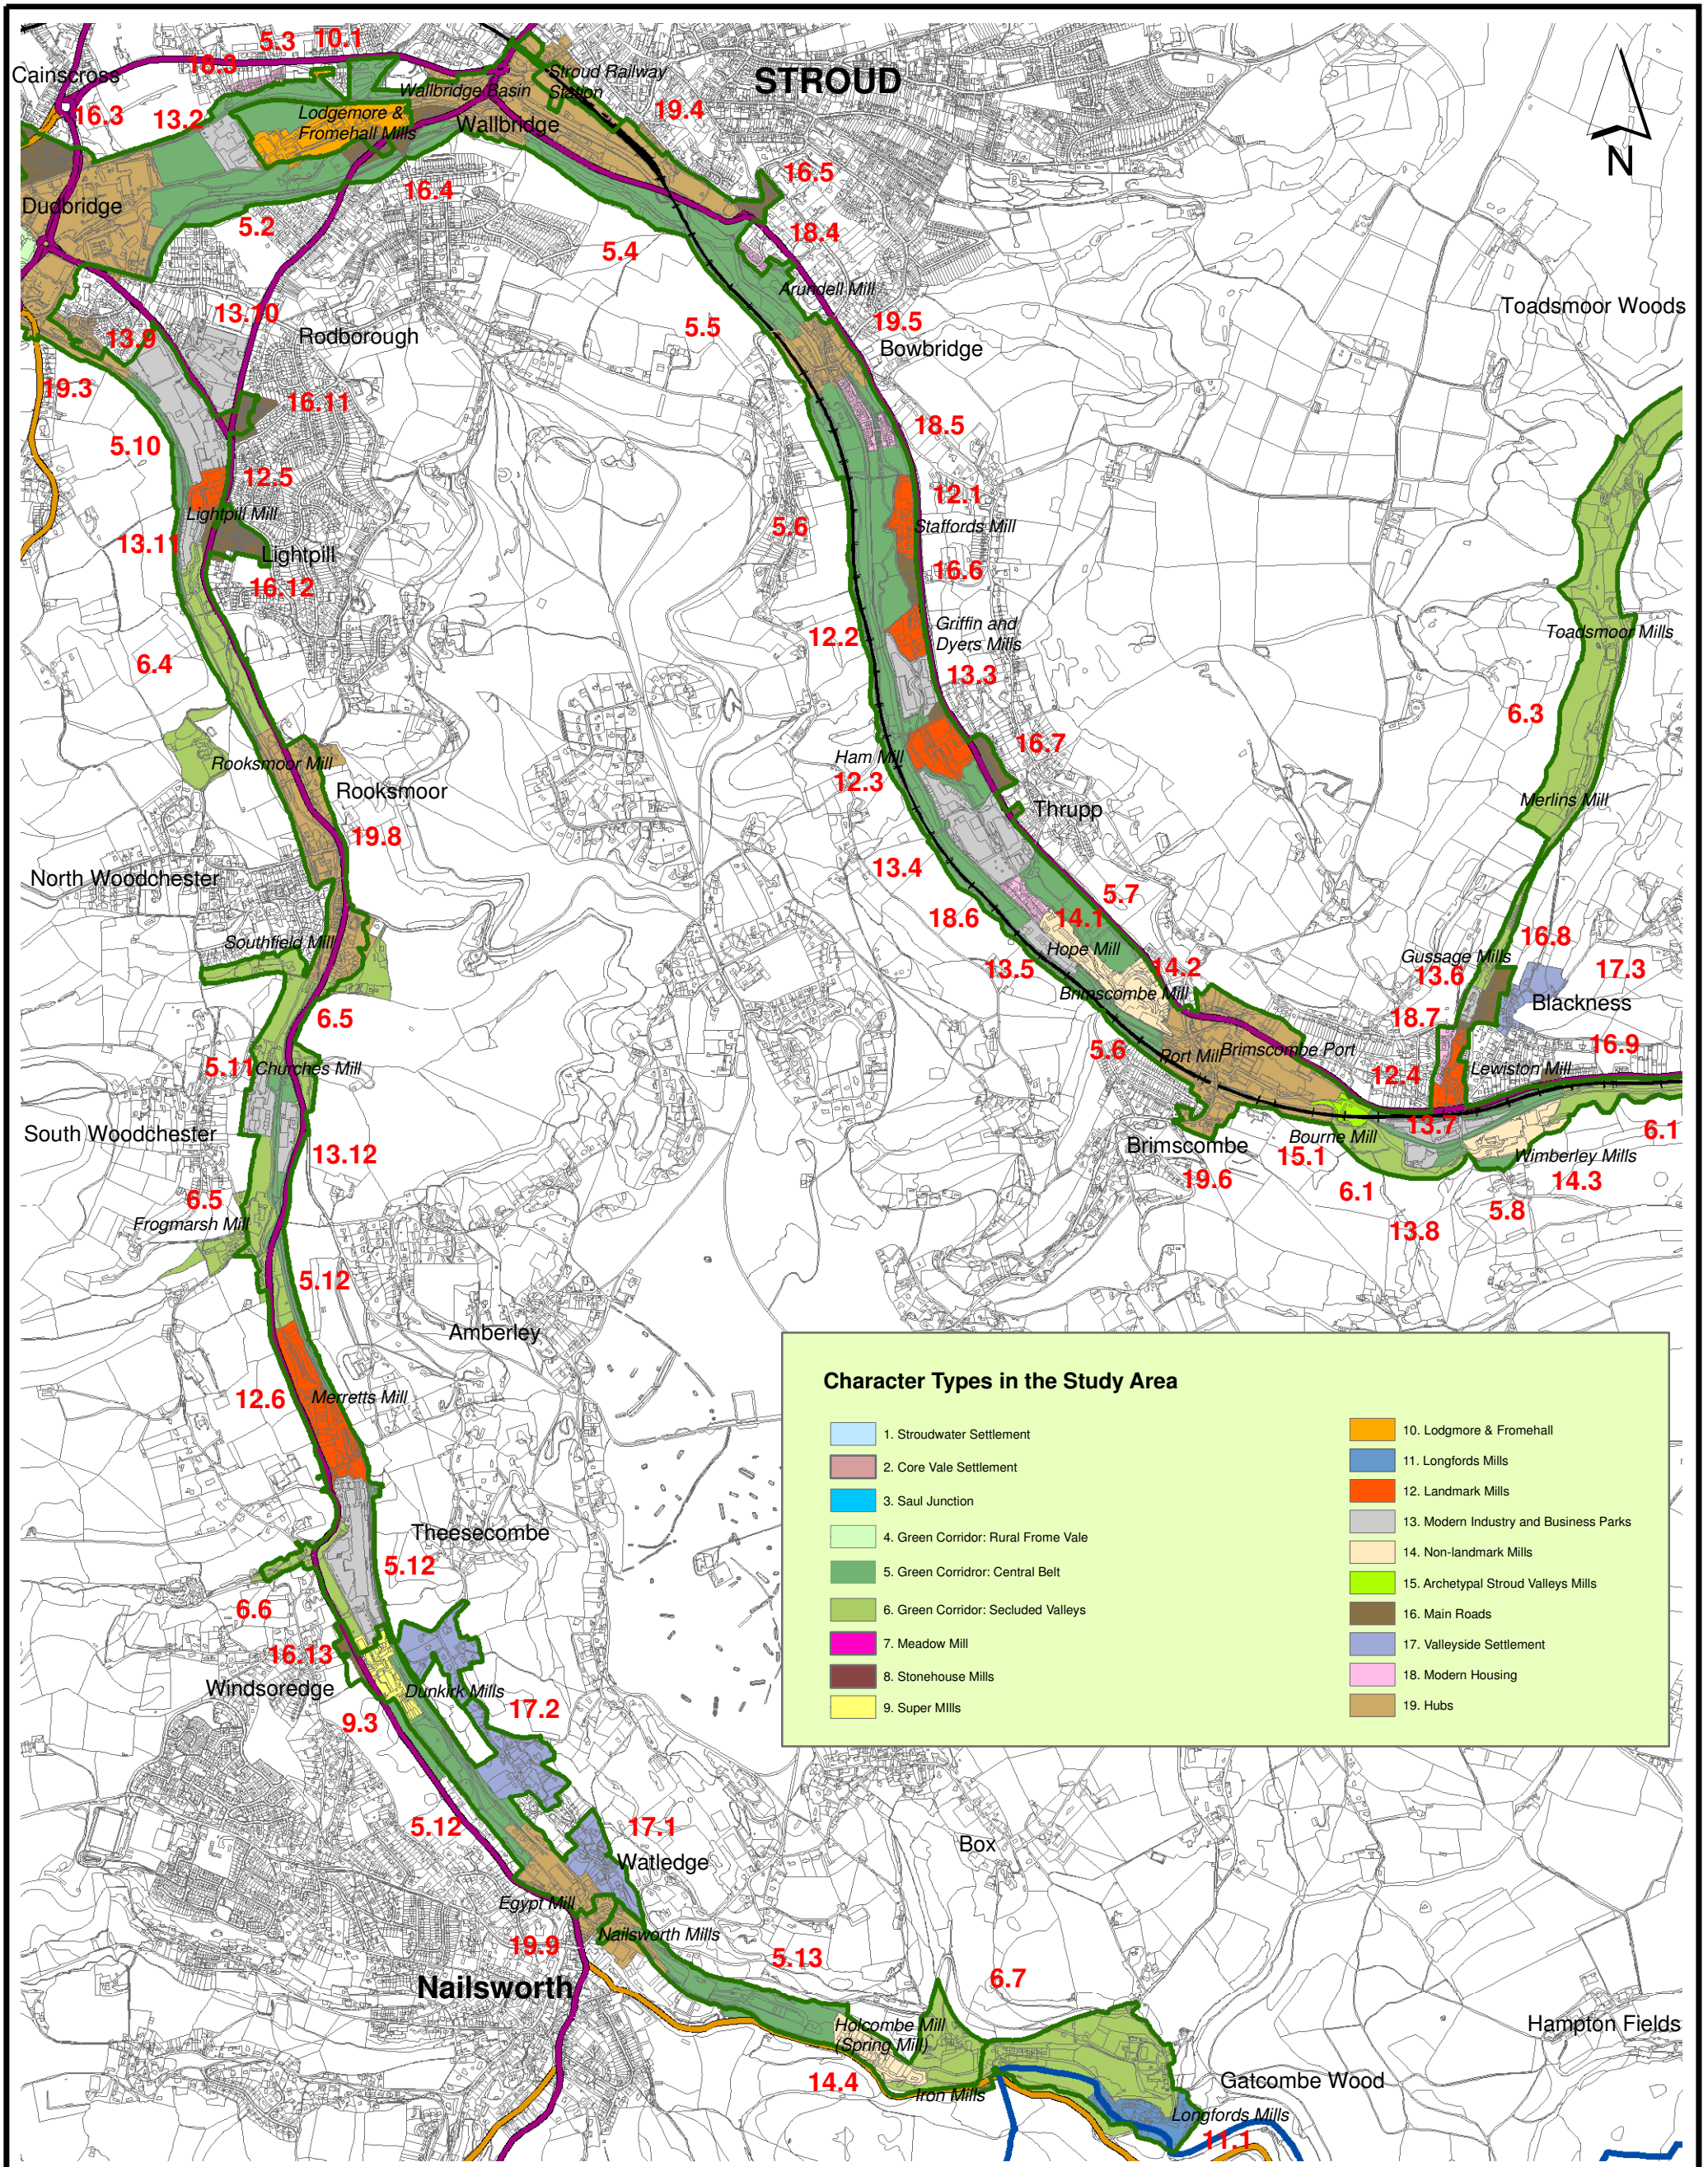 5.3
10.1
18.3
Cainscross
Stroud Railway
Station
STROUD
Wallbridge Basin
16.3
13.2
Lodgemore &
Fromehall Mills
Wallbridge
19.4
N
16.5
16.4
Dudbridge
5.2
5.4
18.4
Arundell Mill
Toadsmoor Woods
13.10
13.9
Rodborough
5.5
19.5
Bowbridge
19.3
16.11
18.5
5.10
12.5
12.1
Lightpill Mill
Staffords Mill
5.6
13.11
Lightpill
16.12
16.6
12.2
Griffin and
Dyers Mills
Toadsmoor Mills
6.4
13.3
6.3
Rooksmoor Mill
Ham Mill
16.7
12.3
Rooksmoor
Merlins Mill
Thrupp
19.8
13.4
North Woodchester
5.7
18.6
14.1
Southfield Mill
Hope Mill
16.8
Gussage Mills
13.5
14.2
13.6
17.3
Brimscombe Mill
Blackness
6.5
18.7
5.6
Port Mill
Brimscombe Port
16.9
5.11
Churches Mill
12.4
Lewiston Mill
South Woodchester
13.7
6.1
Brimscombe
Bourne Mill
13.12
15.1
Wimberley Mills
19.6
14.3
6.5
6.1
5.8
Frogmarsh Mill
13.8
5.12
Amberley
Character Types in the Study Area
12.6
Merretts Mill
1. Stroudwater Settlement
2. Core Vale Settlement
3. Saul Junction
4. Green Corridor: Rural Frome Vale
5. Green Corridror: Central Belt
6. Green Corridor: Secluded Valleys
7. Meadow Mill
8. Stonehouse Mills
9. Super MIlls
10. Lodgmore & Fromehall
11. Longfords Mills
12. Landmark Mills
13. Modern Industry and Business Parks
14. Non-landmark Mills
15. Archetypal Stroud Valleys Mills
16. Main Roads
17. Valleyside Settlement
18. Modern Housing
19. Hubs
Theesecombe
5.12
6.6
16.13
Windsoredge
Dunkirk Mills
17.2
9.3
5.12
17.1
Watledge
Box
Egypt Mill
Nailsworth Mills
19.9
5.13
6.7
Nailsworth
Holcombe Mill
(Spring Mill)
Hampton Fields
14.4
Iron Mills
Gatcombe Wood
Longfords Mills
11.1